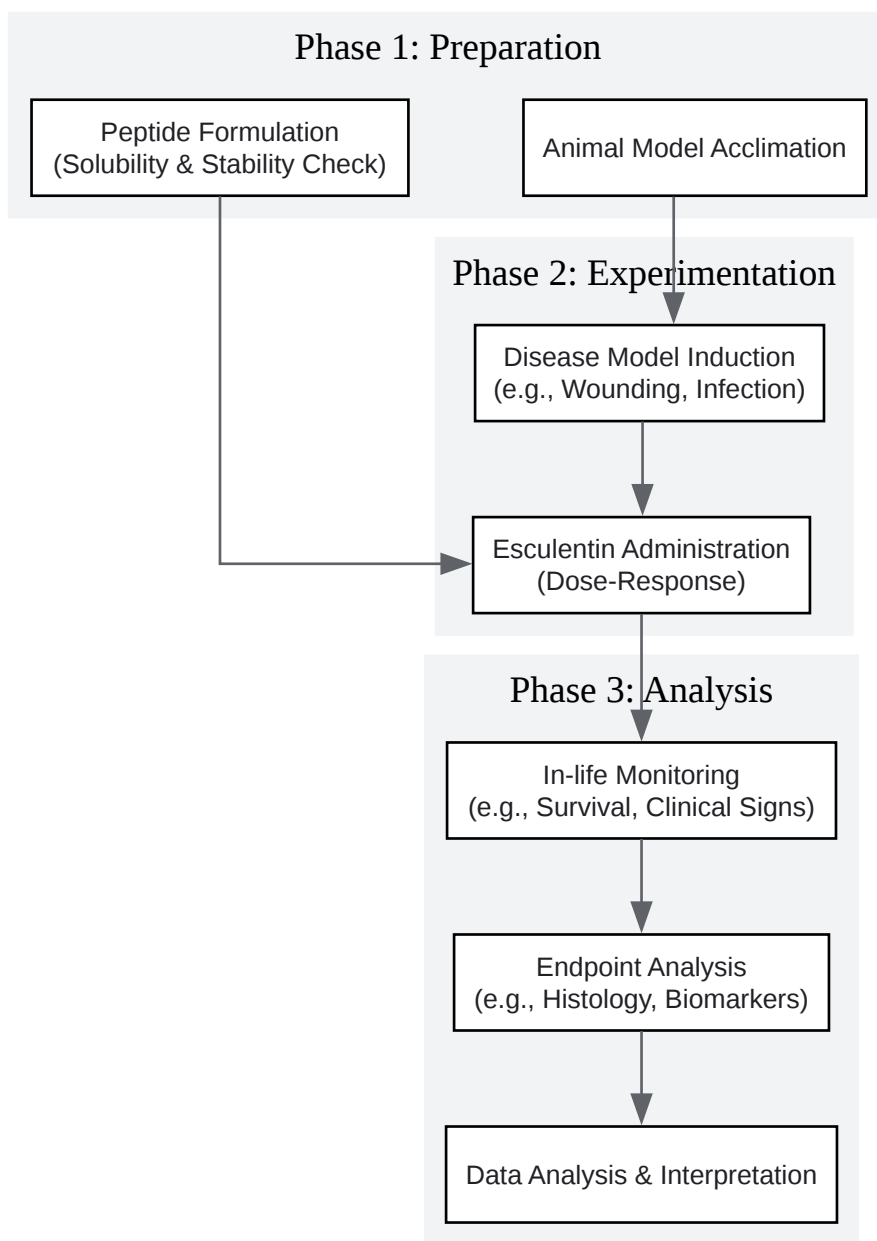 Phase 1: Preparation
Peptide Formulation
(Solubility & Stability Check)
Animal Model Acclimation
Phase 2: Experimentation
Disease Model Induction
(e.g., Wounding, Infection)
Esculentin Administration
(Dose-Response)
Phase 3: Analysis
In-life Monitoring
(e.g., Survival, Clinical Signs)
Endpoint Analysis
(e.g., Histology, Biomarkers)
Data Analysis & Interpretation